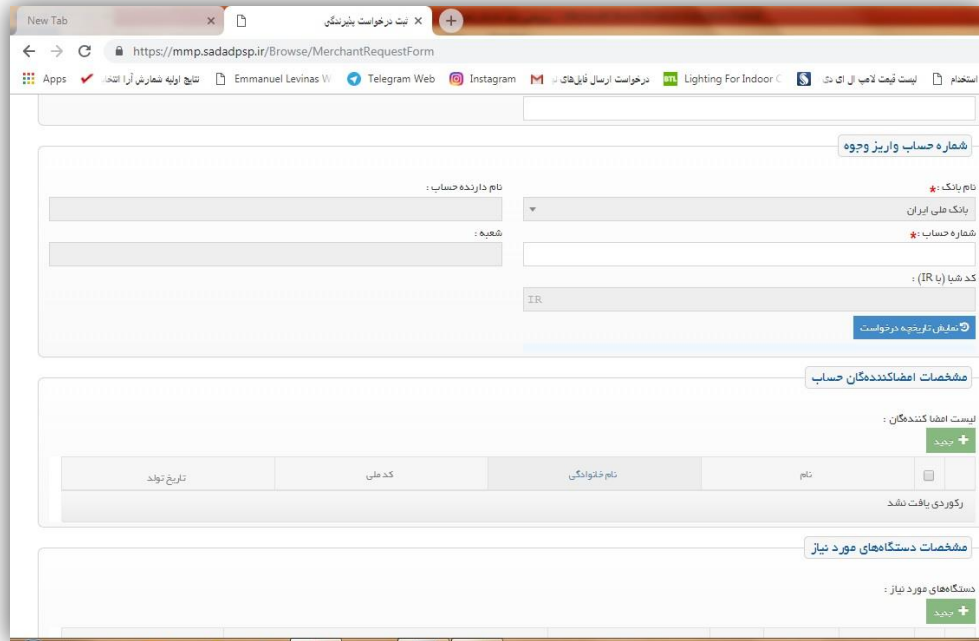 New Tab
ثبت درخواست پذیرندگی
https://mmp.sadadpsp.ir/Browse/MerchantRequestForm
Apps
نتایج اولیه شمارش آرا انتخا
Emmanuel Levinas W
Telegram Web
Instagram
درخواست ارسال فایل‌های
Lighting For Indoor
لیست قیمت لامپ ال ای دی
استخدام
شماره حساب واریز وجوه
نام بانک :*
نام دارنده حساب :
بانک ملی ایران
شماره حساب :*
شعبه :
کد شبا (با IR) :
IR
نمایش تاریخچه درخواست
مشخصات امضاکننده‌گان حساب
لیست امضا کننده‌گان :
+ جدید
نام
نام خانوادگی
کد ملی
تاریخ تولد
رکوردی یافت نشد
مشخصات دستگاه‌های مورد نیاز
دستگاه‌های مورد نیاز :
+ جدید